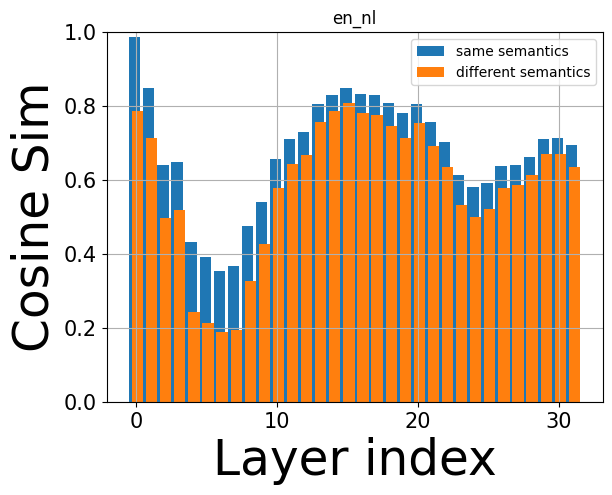 en_nl
same semantics
different semantics
Cosine Sim
1.0
0.8
0.6
0.4
0.2
0.0
0 10 20 30
Layer index